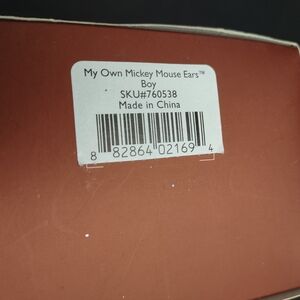 My Own Mickey Mouse Ears™
Boy
SKU#760538
Made in China
8 82864 02169 4